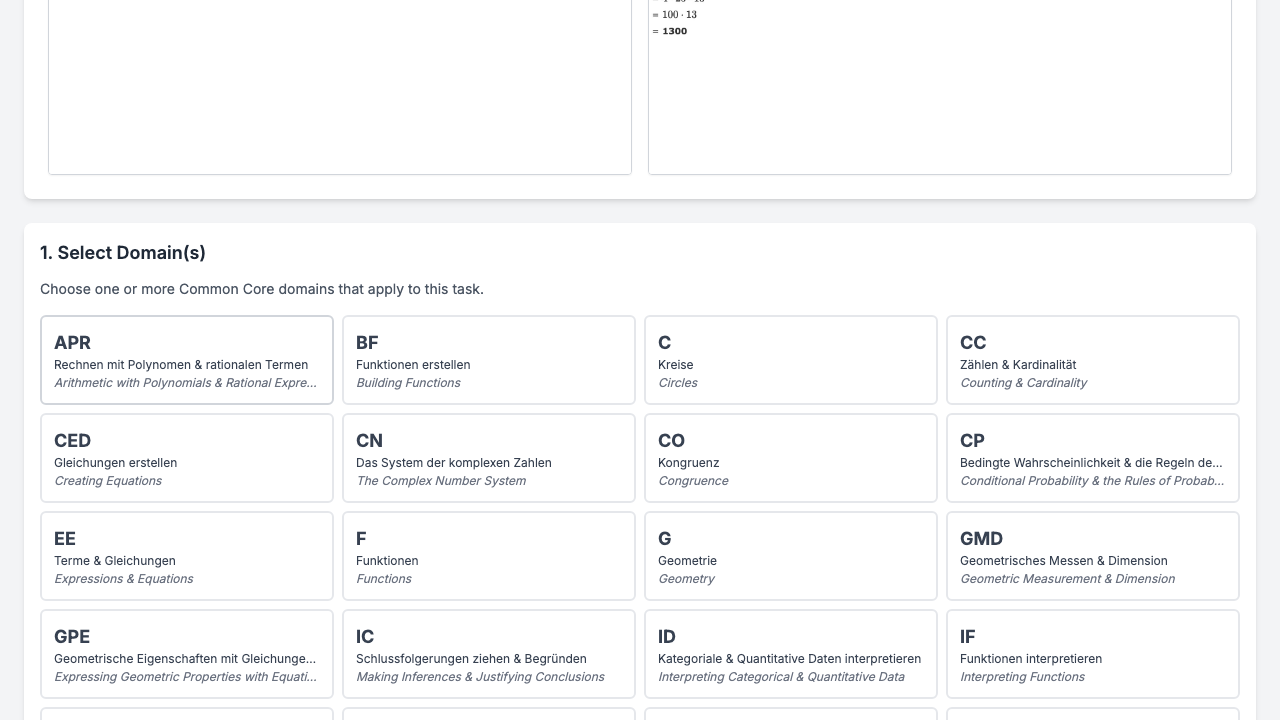 = 100 · 13
= 1300
1. Select Domain(s)
Choose one or more Common Core domains that apply to this task.
APR
Rechnen mit Polynomen & rationalen Termen
Arithmetic with Polynomials & Rational Expre...
BF
Funktionen erstellen
Building Functions
C
Kreise
Circles
CC
Zählen & Kardinalität
Counting & Cardinality
CED
Gleichungen erstellen
Creating Equations
CN
Das System der komplexen Zahlen
The Complex Number System
CO
Kongruenz
Congruence
CP
Bedingte Wahrscheinlichkeit & die Regeln de...
Conditional Probability & the Rules of Probab...
EE
Terme & Gleichungen
Expressions & Equations
F
Funktionen
Functions
G
Geometrie
Geometry
GMD
Geometrisches Messen & Dimension
Geometric Measurement & Dimension
GPE
Geometrische Eigenschaften mit Gleichunge...
Expressing Geometric Properties with Equati...
IC
Schlussfolgerungen ziehen & Begründen
Making Inferences & Justifying Conclusions
ID
Kategoriale & Quantitative Daten interpretieren
Interpreting Categorical & Quantitative Data
IF
Funktionen interpretieren
Interpreting Functions